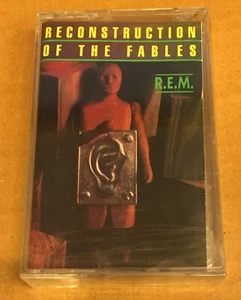 RECONSTRUCTION
OF THE FABLES
R.E.M.